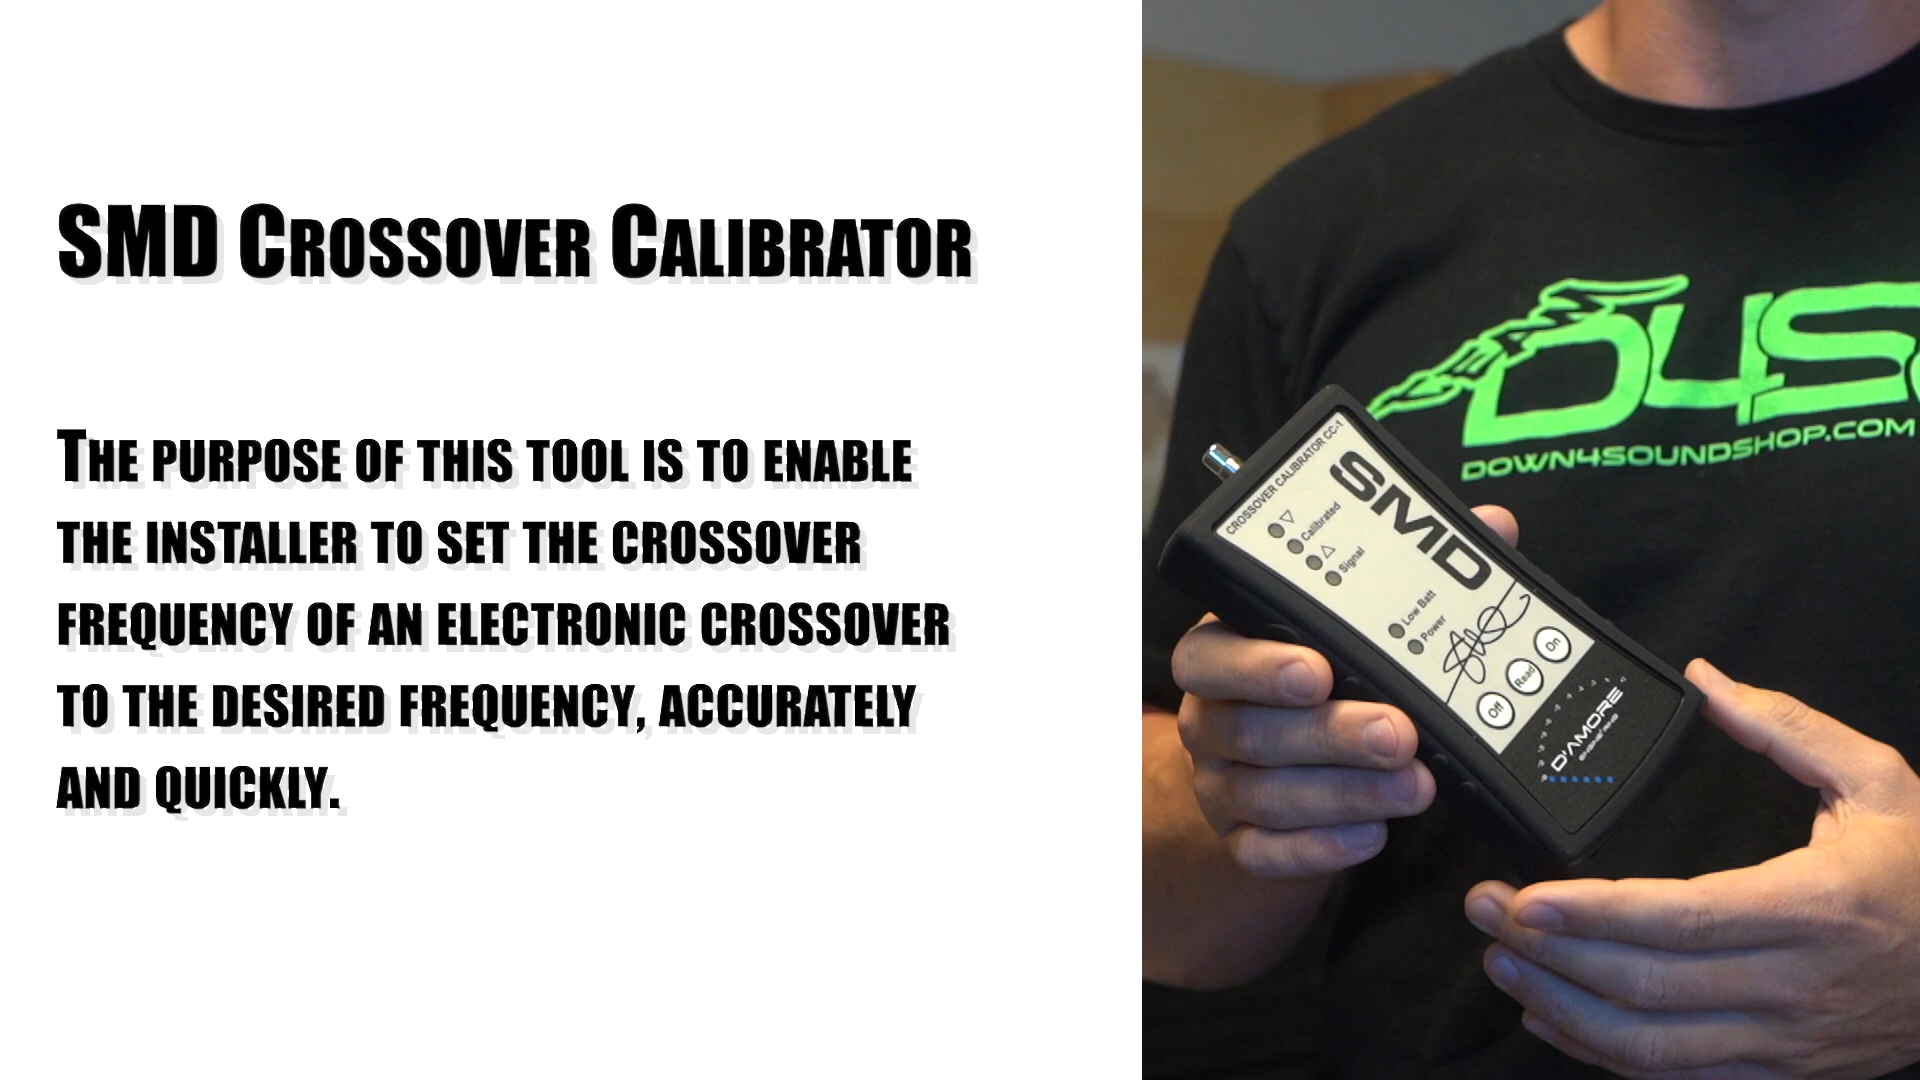 SMD Crossover Calibrator
The purpose of this tool is to enable
the installer to set the crossover
frequency of an electronic crossover
to the desired frequency, accurately
and quickly.
D4S
DOWN4SOUNDSHOP.COM
CROSSOVER CALIBRATOR CC-1
SMD
▽
Calibrated
△
Signal
Low Batt
Power
On
Read
Off
D'AMORE
ENGINEERING